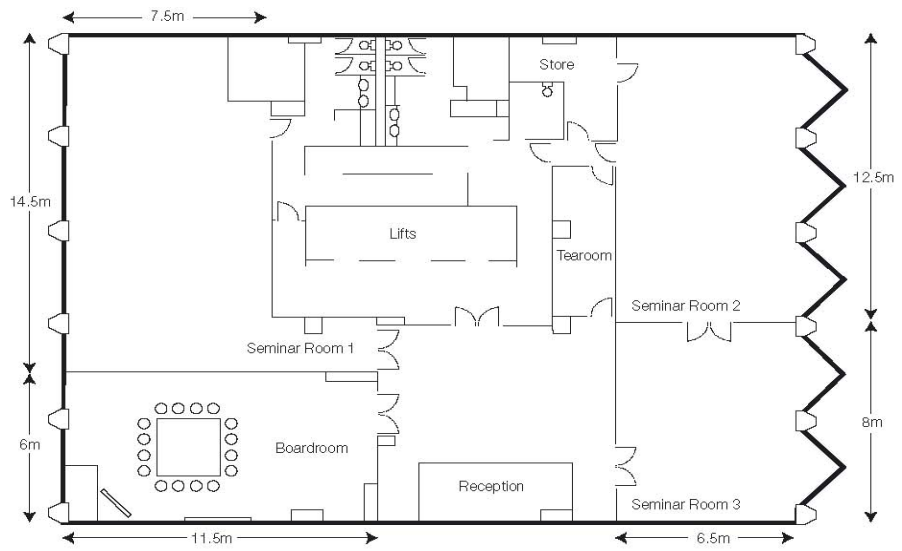 7.5m
Store
14.5m
12.5m
Lifts
Tearoom
Seminar Room 2
Seminar Room 1
6m
Boardroom
8m
Reception
Seminar Room 3
11.5m
6.5m